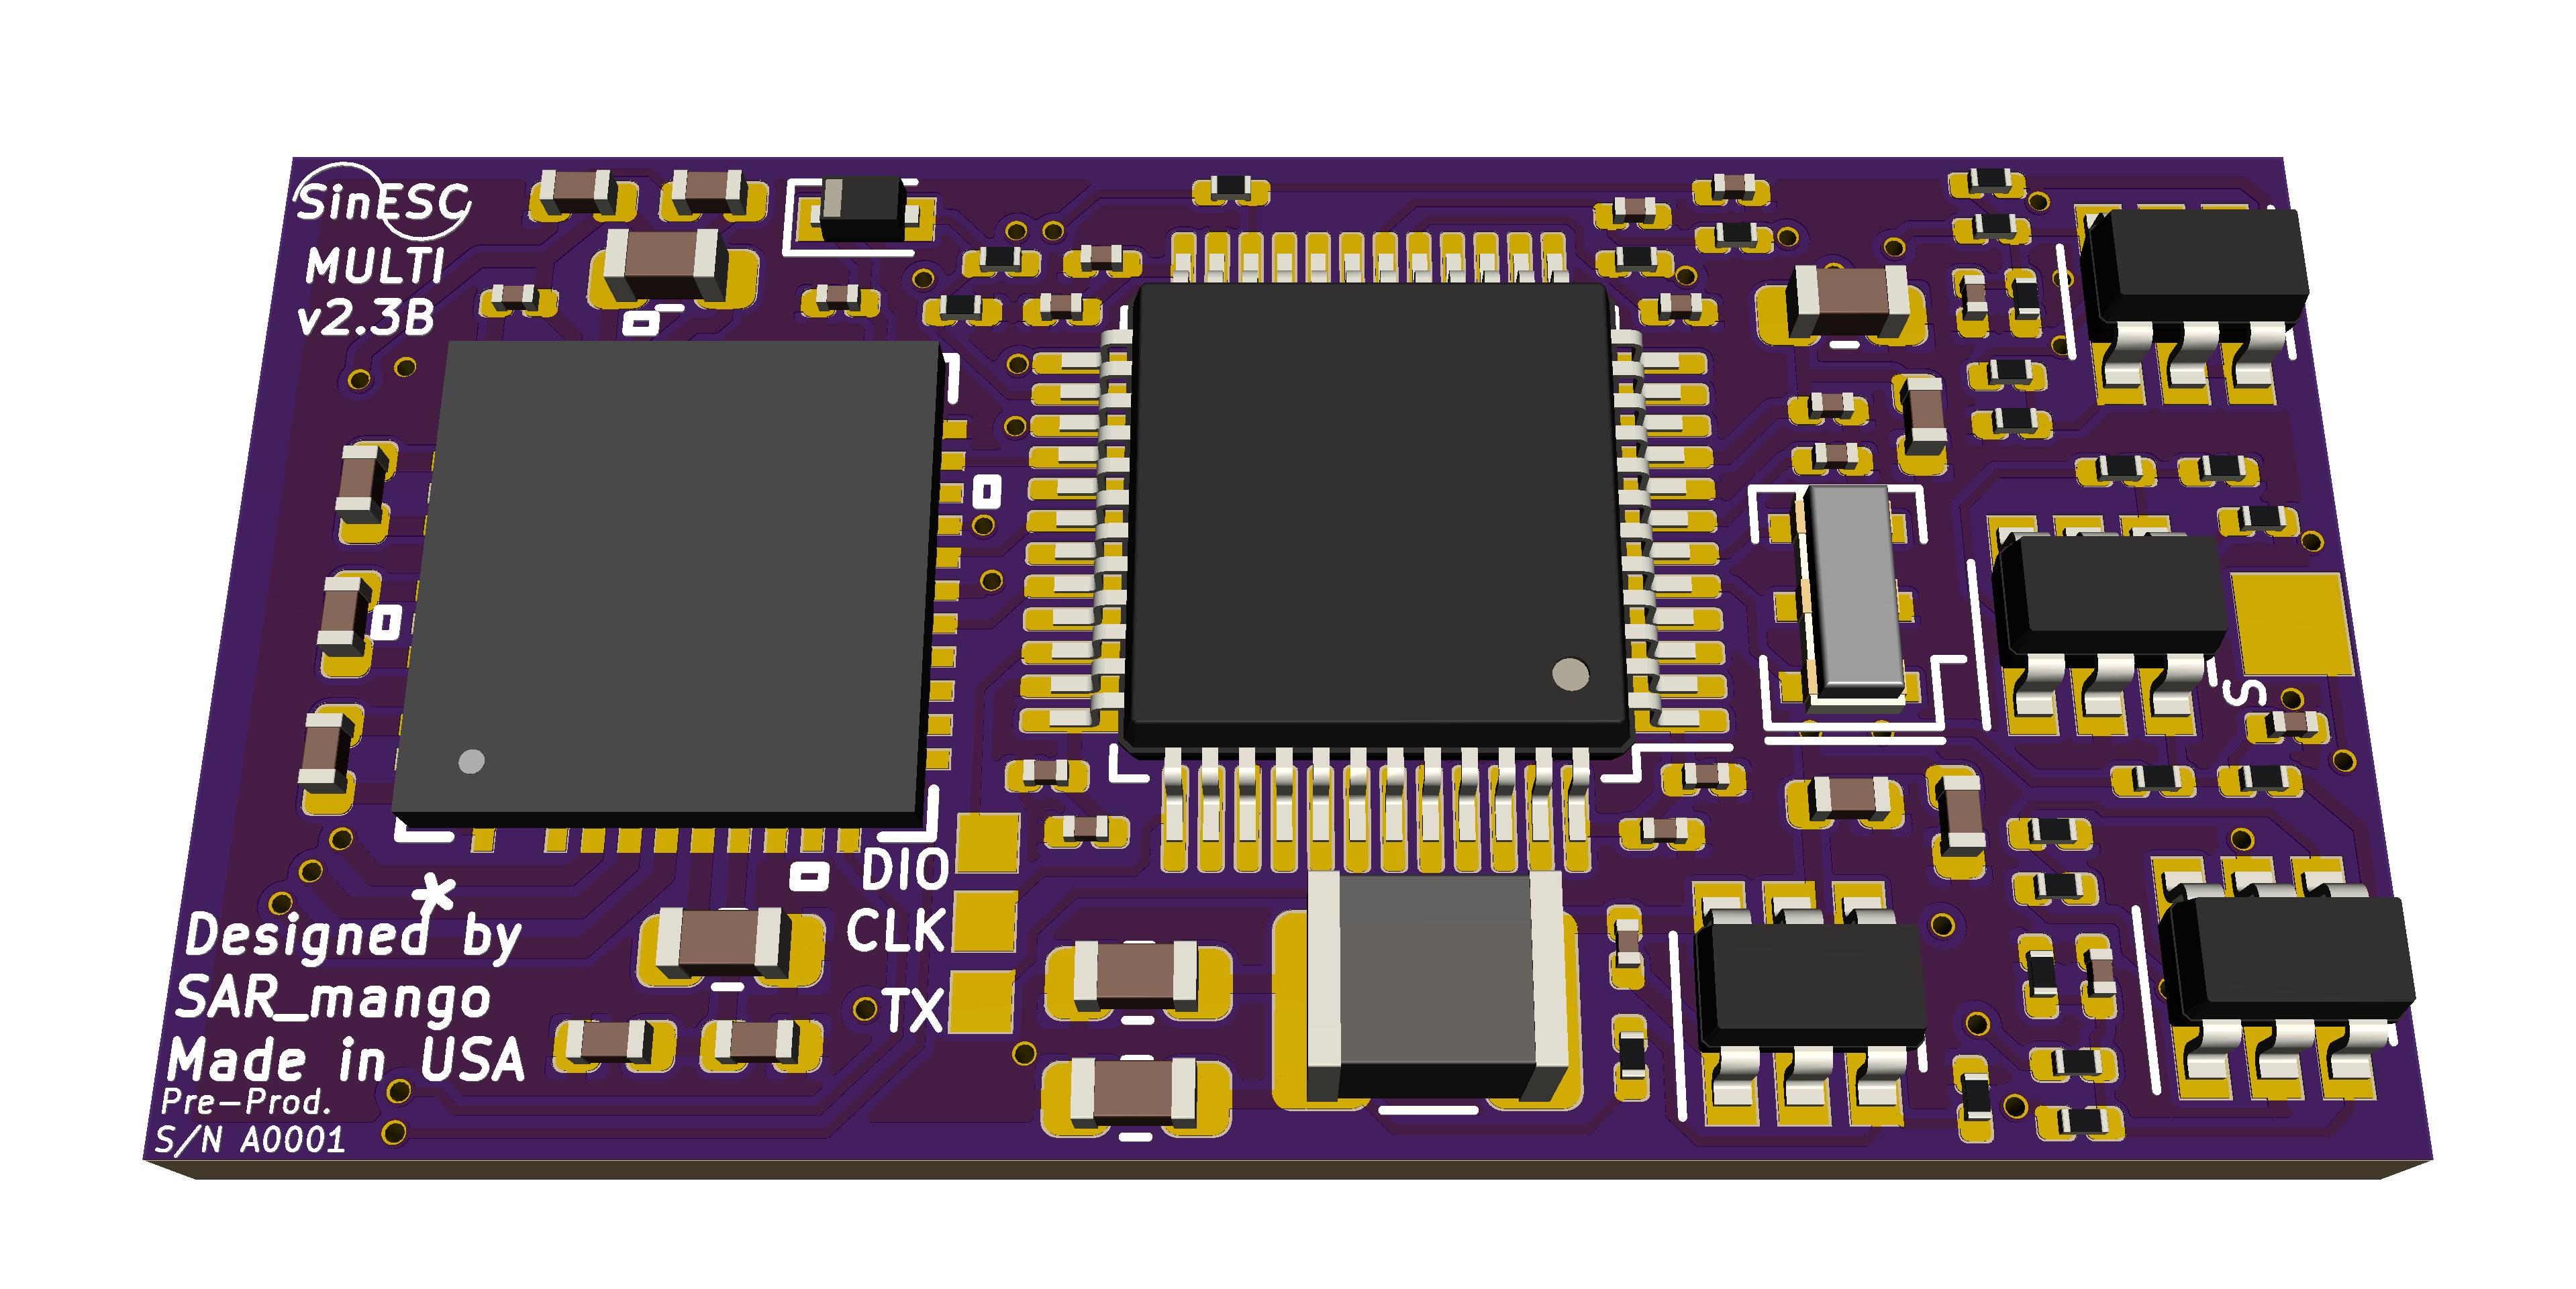 SinESC
MULTI
v2.3B
S
DIO
CLK
TX
*
Designed by
SAR_mango
Made in USA
Pre-Prod.
S/N A0001